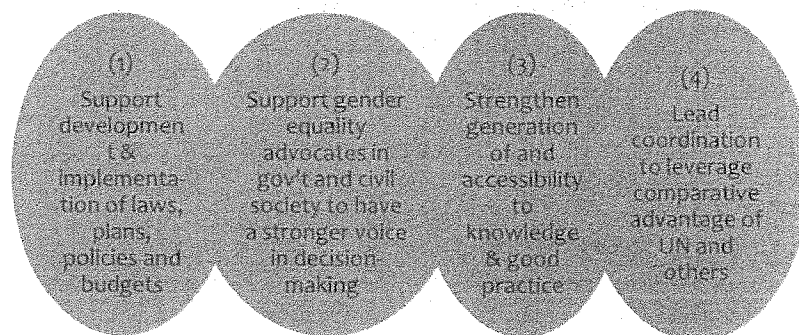 (1)
Support
developmen
t &
implementa-
tion of laws,
plans,
policies and
budgets
(2)
Support gender
equality
advocates in
gov't and civil
society to have
a stronger voice
in decision-
making
(3)
Strengthen
generation
of and
accessibility
to
knowledge
& good
practice
(4)
Lead
coordination
to leverage
comparative
advantage of
UN and
others